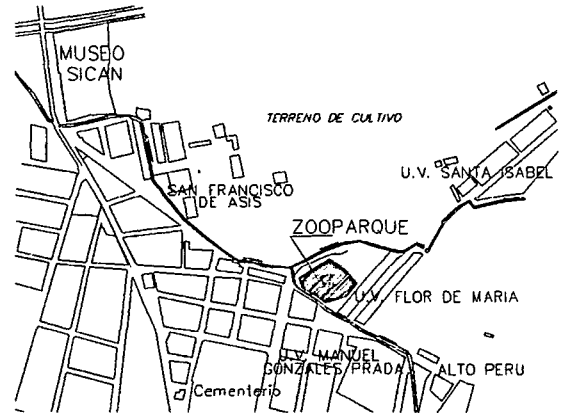 MUSEO
SICAN
TERRENO DE CULTIVO
U.V. SANTA ISABEL
SAN FRANCISCO
DE ASIS
ZOOPARQUE
U.V. FLOR DE MARIA
U.V. MANUEL
GONZALES PRADA
ALTO PERU
Cementerio